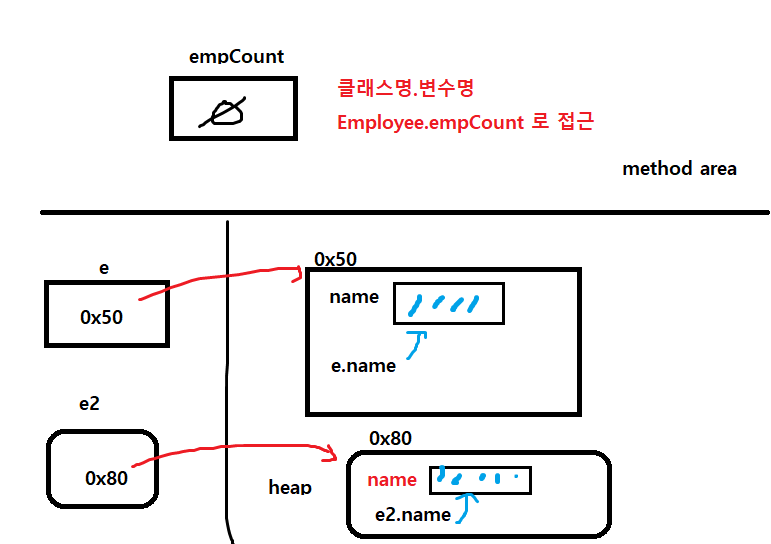 empCount
클래스명.변수명
Employee.empCount 로 접근
method area
e
0x50
0x50
name
e.name
e2
0x80
0x80
heap
name
e2.name